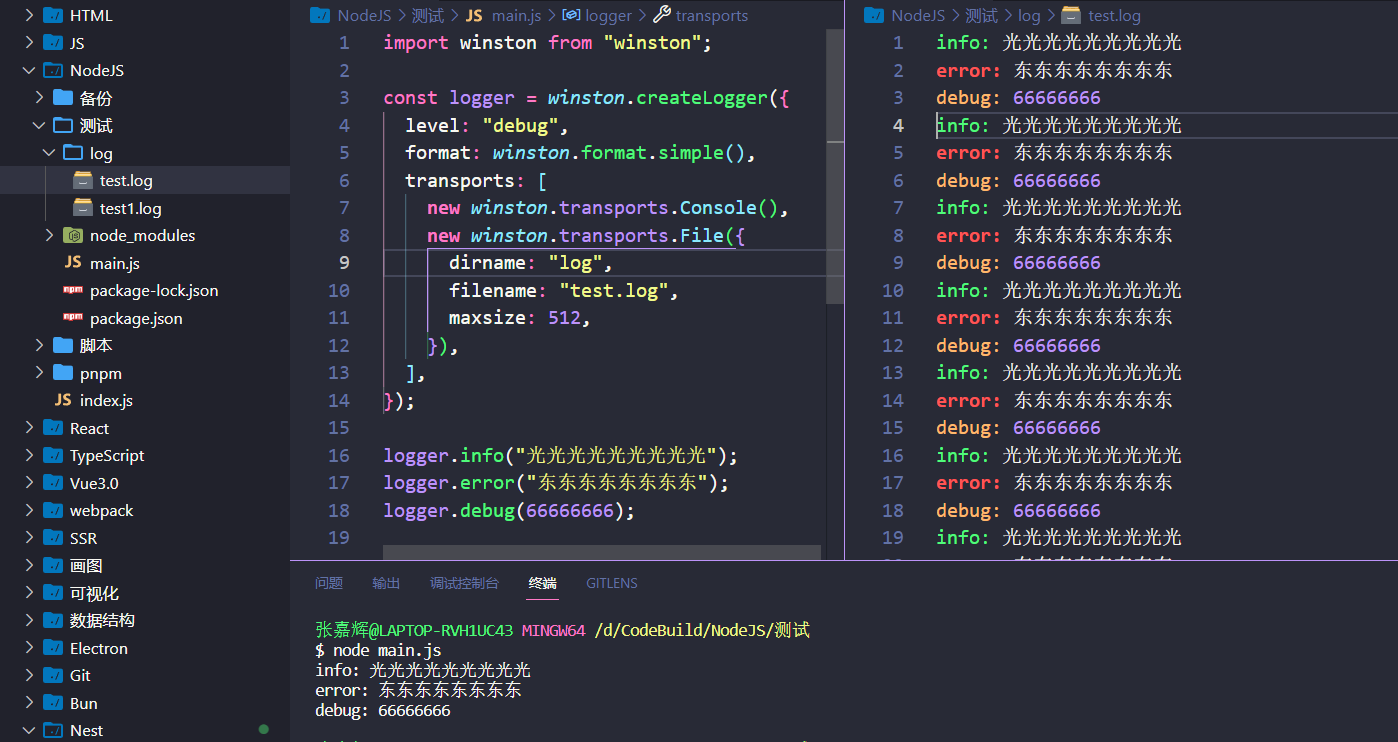 HTML
JS
NodeJS
备份
测试
log
test.log
test1.log
node_modules
JS main.js
npm package-lock.json
npm package.json
脚本
pnpm
JS index.js
React
TypeScript
Vue3.0
webpack
SSR
画图
可视化
数据结构
Electron
Git
Bun
Nest
NodeJS > 测试 > JS main.js > logger > transports
1 import winston from "winston";
2
3 const logger = winston.createLogger({
4 level: "debug",
5 format: winston.format.simple(),
6 transports: [
7 new winston.transports.Console(),
8 new winston.transports.File({
9 dirname: "log",
10 filename: "test.log",
11 maxsize: 512,
12 }),
13 ],
14 });
15
16 logger.info("光光光光光光光光光");
17 logger.error("东东东东东东东东");
18 logger.debug(66666666);
19
NodeJS > 测试 > log > test.log
1 info: 光光光光光光光光光
2 error: 东东东东东东东东
3 debug: 66666666
4 info: 光光光光光光光光光
5 error: 东东东东东东东东
6 debug: 66666666
7 info: 光光光光光光光光光
8 error: 东东东东东东东东
9 debug: 66666666
10 info: 光光光光光光光光光
11 error: 东东东东东东东东
12 debug: 66666666
13 info: 光光光光光光光光光
14 error: 东东东东东东东东
15 debug: 66666666
16 info: 光光光光光光光光光
17 error: 东东东东东东东东
18 debug: 66666666
19 info: 光光光光光光光光光
问题 输出 调试控制台 终端 GITLENS
张嘉辉@LAPTOP-RVH1UC43 MINGW64 /d/CodeBuild/NodeJS/测试
$ node main.js
info: 光光光光光光光光光
error: 东东东东东东东东
debug: 66666666